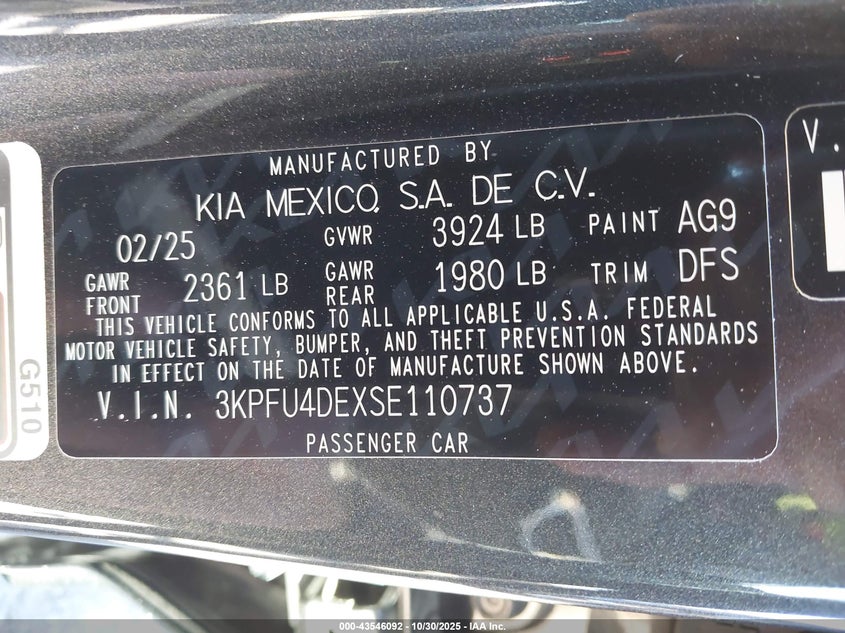 MANUFACTURED BY
KIA MEXICO, S.A. DE C.V.
02/25 GVWR 3924 LB PAINT AG9
GAWR FRONT 2361 LB GAWR REAR 1980 LB TRIM DFS
THIS VEHICLE CONFORMS TO ALL APPLICABLE U.S.A. FEDERAL
MOTOR VEHICLE SAFETY, BUMPER, AND THEFT PREVENTION STANDARDS
IN EFFECT ON THE DATE OF MANUFACTURE SHOWN ABOVE.
V.I.N. 3KPFU4DEXSE110737
PASSENGER CAR
G510
V.
000-43546092 - 10/30/2025 - IAA Inc.